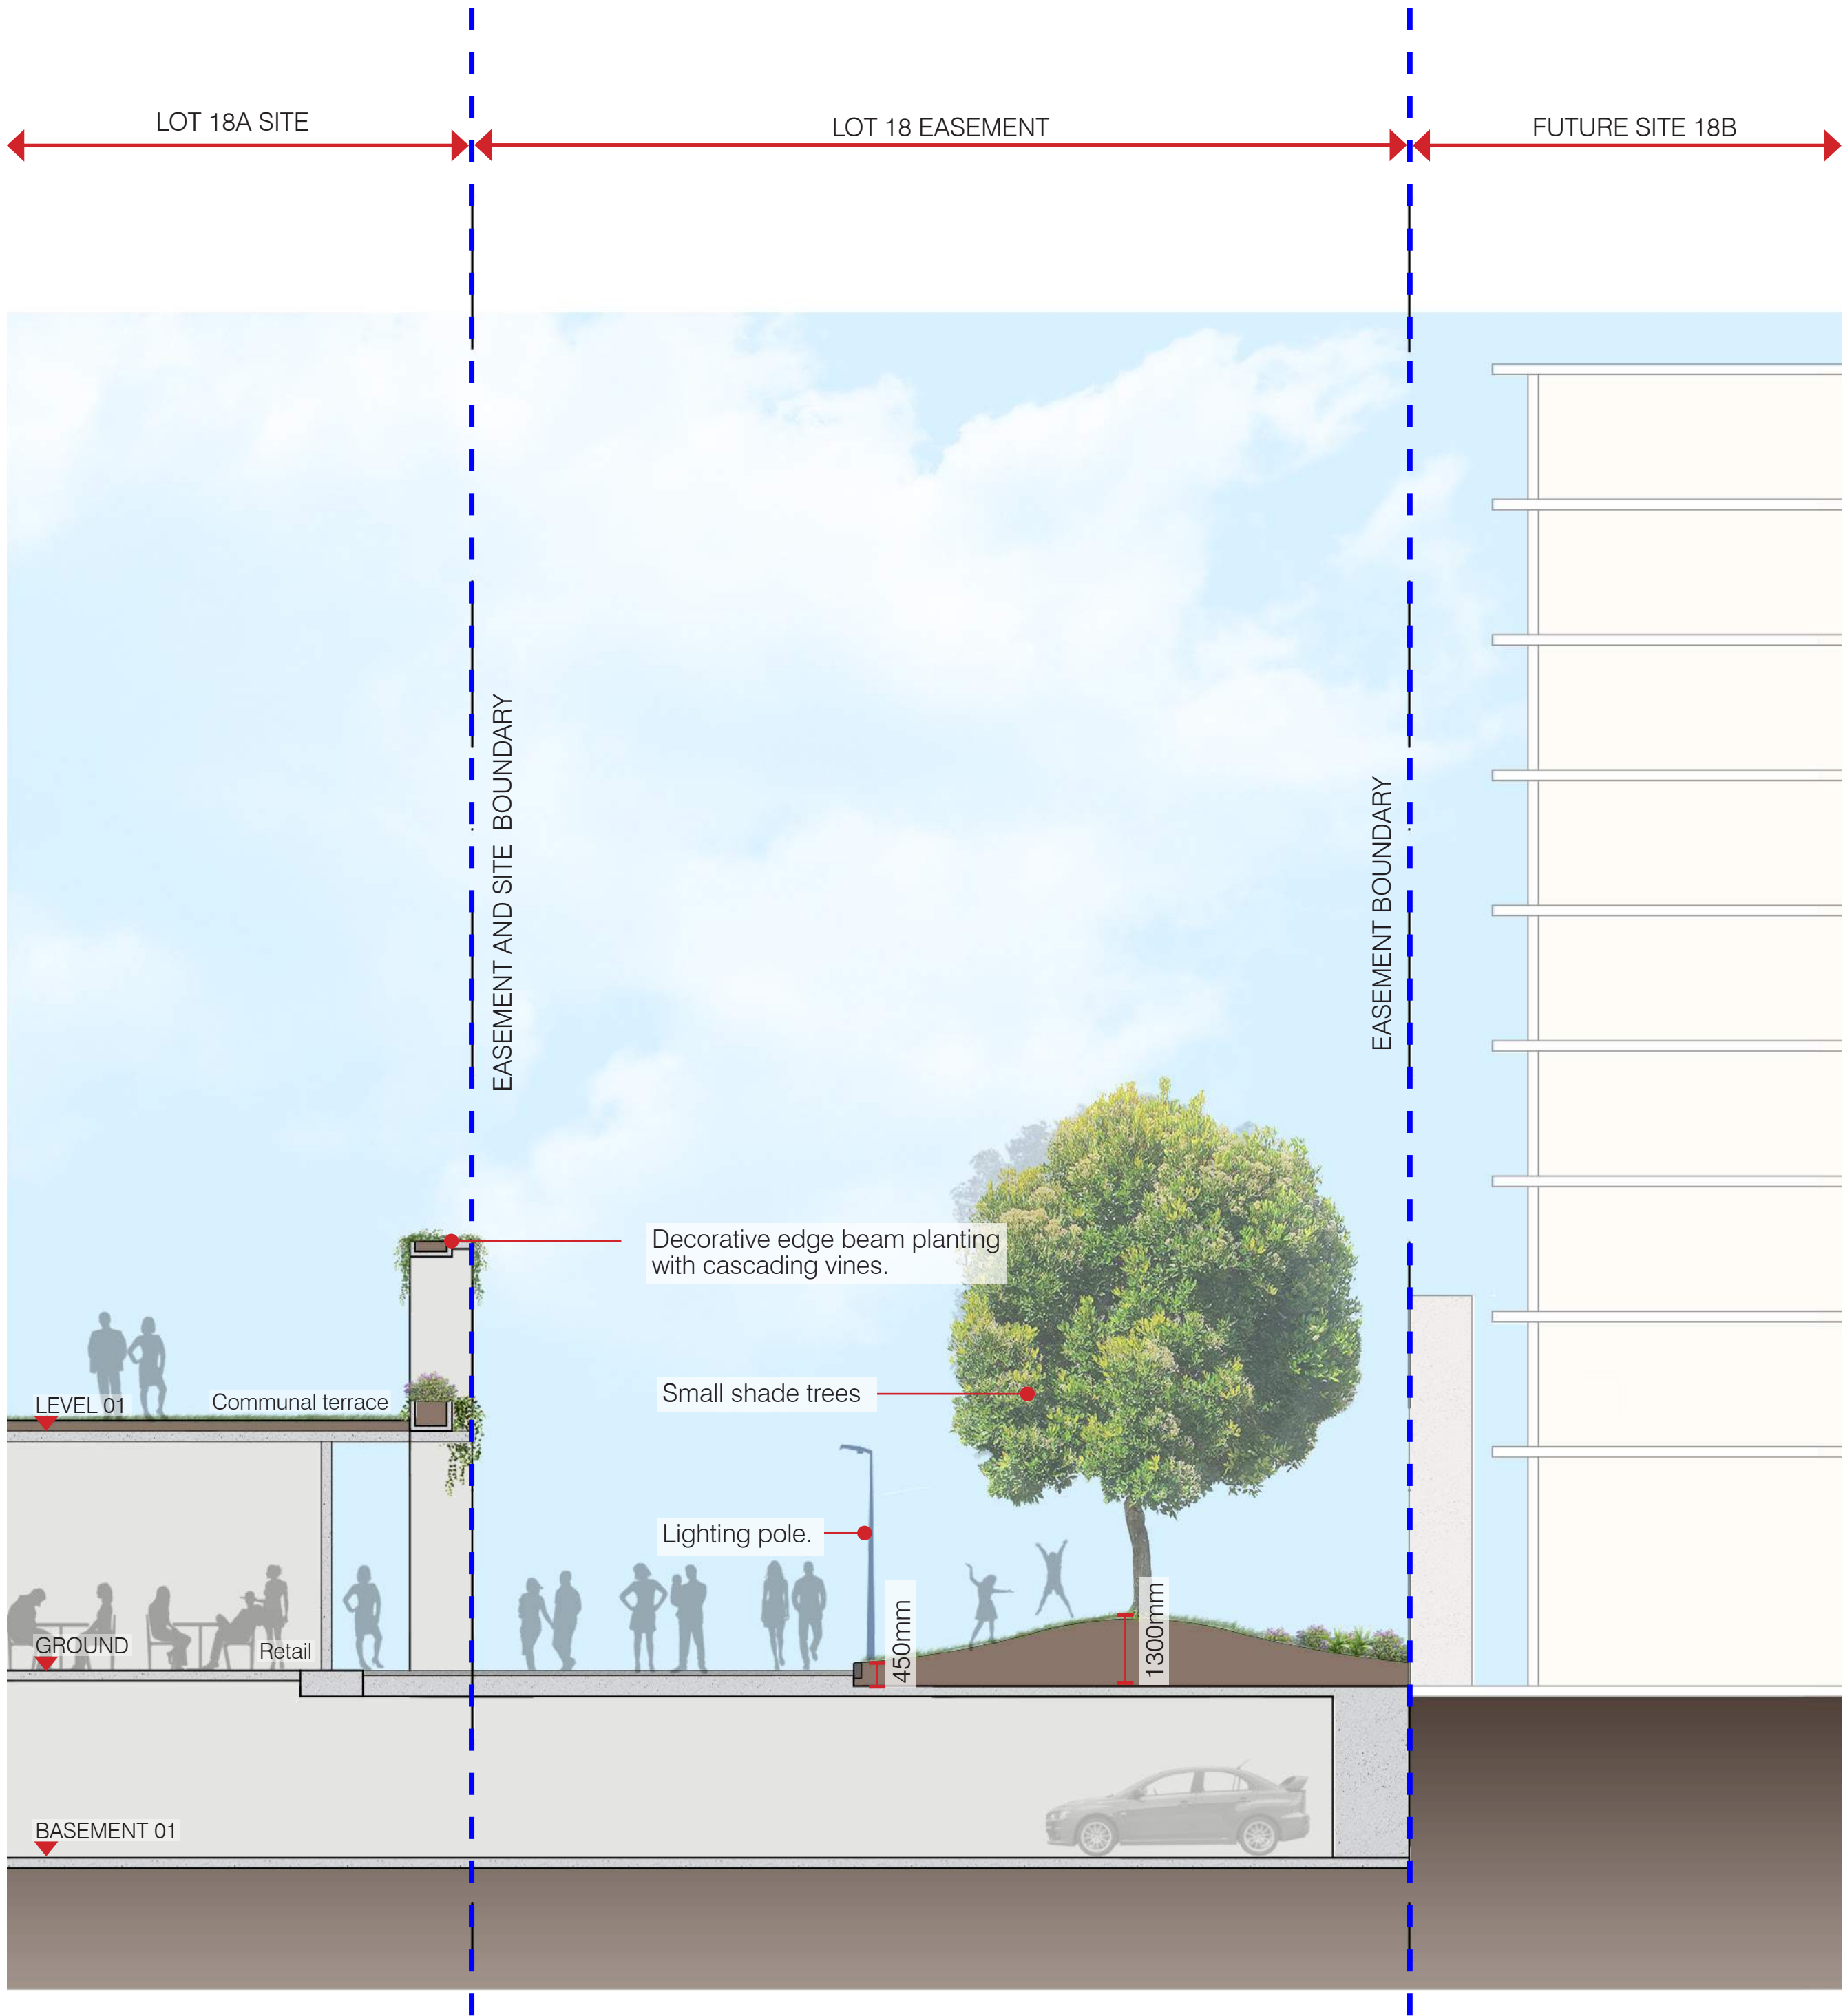 LOT 18A SITE
LOT 18 EASEMENT
FUTURE SITE 18B
EASEMENT AND SITE  BOUNDARY
EASEMENT BOUNDARY
Decorative edge beam planting
with cascading vines.
Small shade trees
LEVEL 01
Communal terrace
Lighting pole.
450mm
1300mm
GROUND
Retail
BASEMENT 01